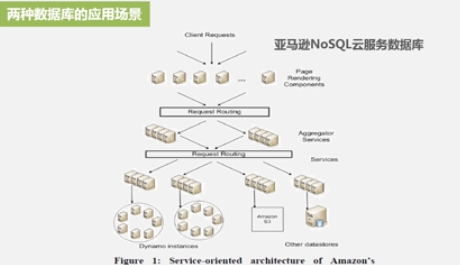 两种数据库的应用场景
Client Requests
亚马逊NoSQL云服务数据库
Page
Rendering
Components
Request Routing
Aggregator
Services
Request Routing
Services
Amazon
S3
Dynamo instances
Other datastores
Figure 1: Service-oriented architecture of Amazon's